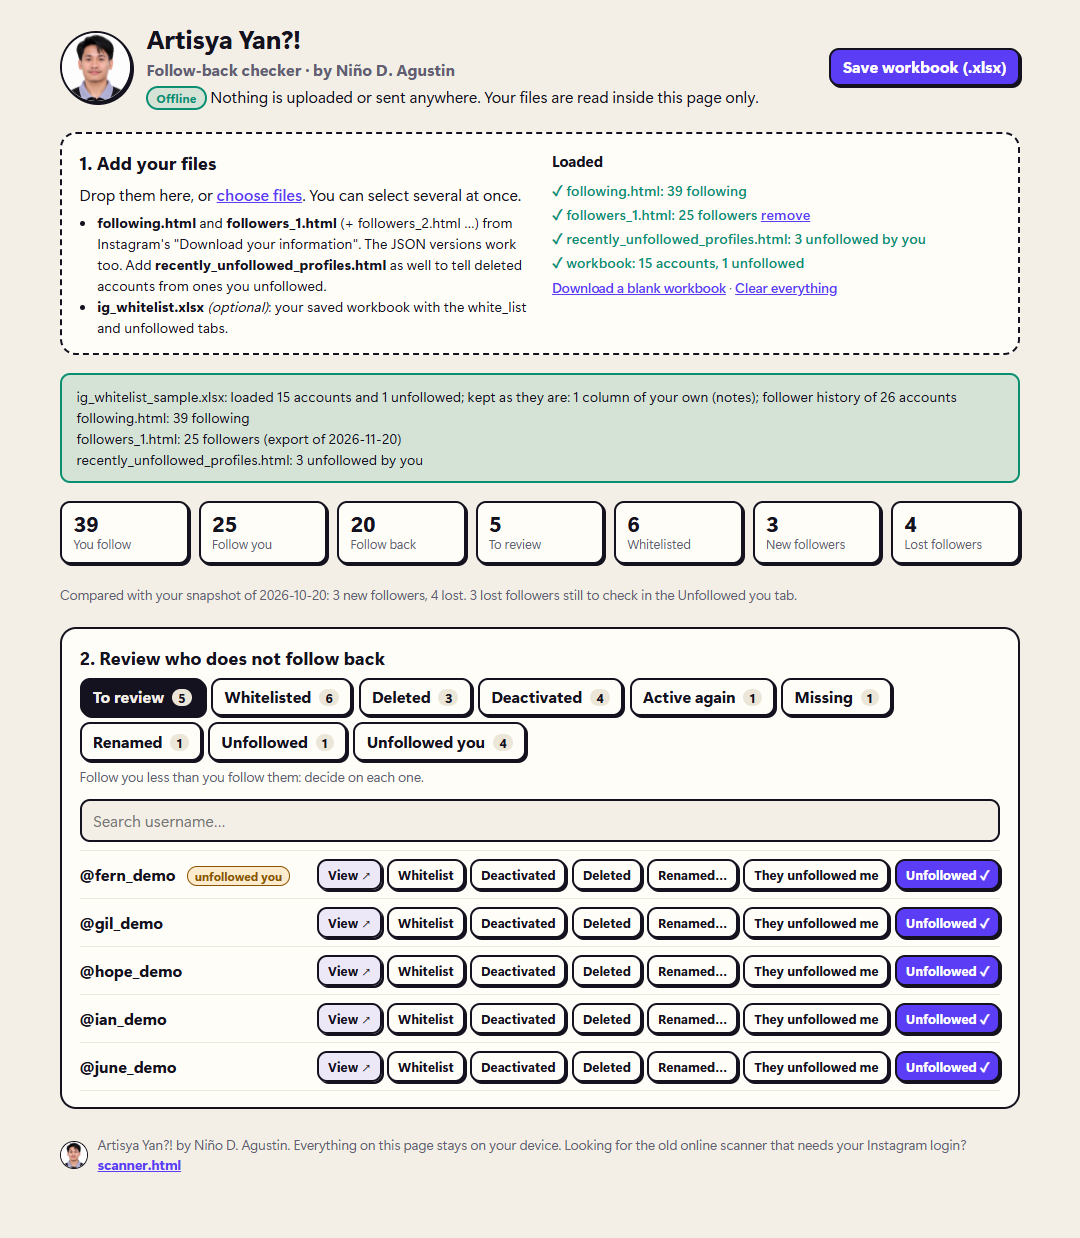 Artisya Yan?!
Follow-back checker · by Niño D. Agustin
Offline Nothing is uploaded or sent anywhere. Your files are read inside this page only.
Save workbook (.xlsx)
1. Add your files
Drop them here, or choose files. You can select several at once.
• following.html and followers_1.html (+ followers_2.html ...) from
Instagram's "Download your information". The JSON versions work
too. Add recently_unfollowed_profiles.html as well to tell deleted
accounts from ones you unfollowed.
• ig_whitelist.xlsx (optional): your saved workbook with the white_list
and unfollowed tabs.
Loaded
✓ following.html: 39 following
✓ followers_1.html: 25 followers remove
✓ recently_unfollowed_profiles.html: 3 unfollowed by you
✓ workbook: 15 accounts, 1 unfollowed
Download a blank workbook · Clear everything
ig_whitelist_sample.xlsx: loaded 15 accounts and 1 unfollowed; kept as they are: 1 column of your own (notes); follower history of 26 accounts
following.html: 39 following
followers_1.html: 25 followers (export of 2026-11-20)
recently_unfollowed_profiles.html: 3 unfollowed by you
39
You follow
25
Follow you
20
Follow back
5
To review
6
Whitelisted
3
New followers
4
Lost followers
Compared with your snapshot of 2026-10-20: 3 new followers, 4 lost. 3 lost followers still to check in the Unfollowed you tab.
2. Review who does not follow back
To review 5 Whitelisted 6 Deleted 3 Deactivated 4 Active again 1 Missing 1
Renamed 1 Unfollowed 1 Unfollowed you 4
Follow you less than you follow them: decide on each one.
Search username...
@fern_demo unfollowed you View ↗ Whitelist Deactivated Deleted Renamed... They unfollowed me Unfollowed ✓
@gil_demo View ↗ Whitelist Deactivated Deleted Renamed... They unfollowed me Unfollowed ✓
@hope_demo View ↗ Whitelist Deactivated Deleted Renamed... They unfollowed me Unfollowed ✓
@ian_demo View ↗ Whitelist Deactivated Deleted Renamed... They unfollowed me Unfollowed ✓
@june_demo View ↗ Whitelist Deactivated Deleted Renamed... They unfollowed me Unfollowed ✓
Artisya Yan?! by Niño D. Agustin. Everything on this page stays on your device. Looking for the old online scanner that needs your Instagram login?
scanner.html